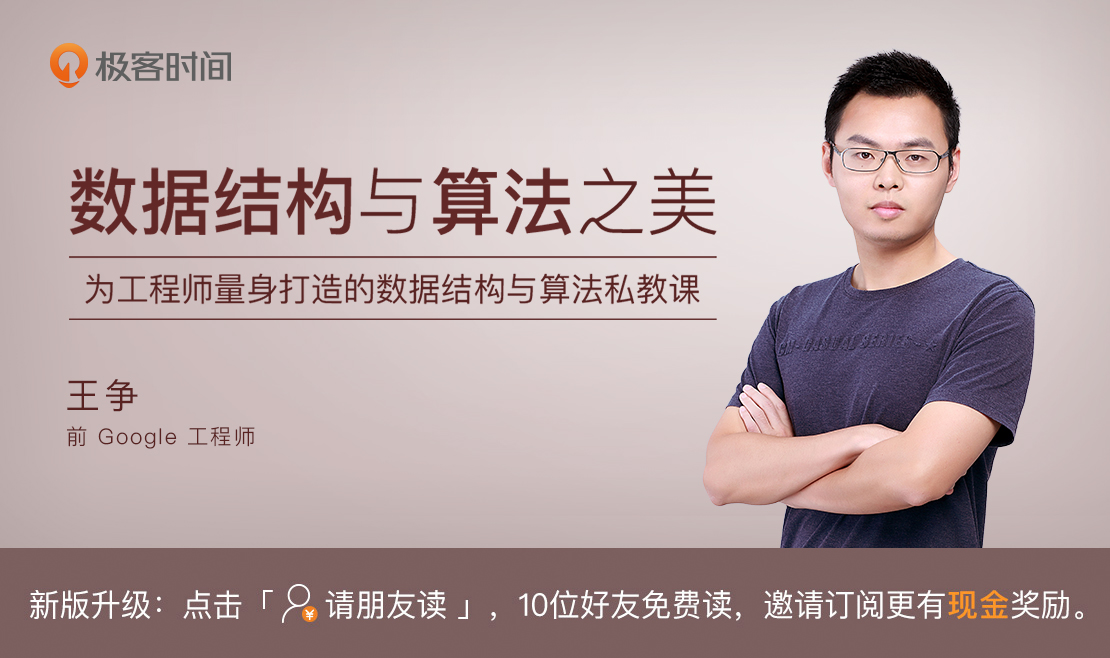 极客时间
数据结构与算法之美
为工程师量身打造的数据结构与算法私教课
王争
前 Google 工程师
新版升级：点击「 请朋友读 」，10位好友免费读，邀请订阅更有现金奖励。